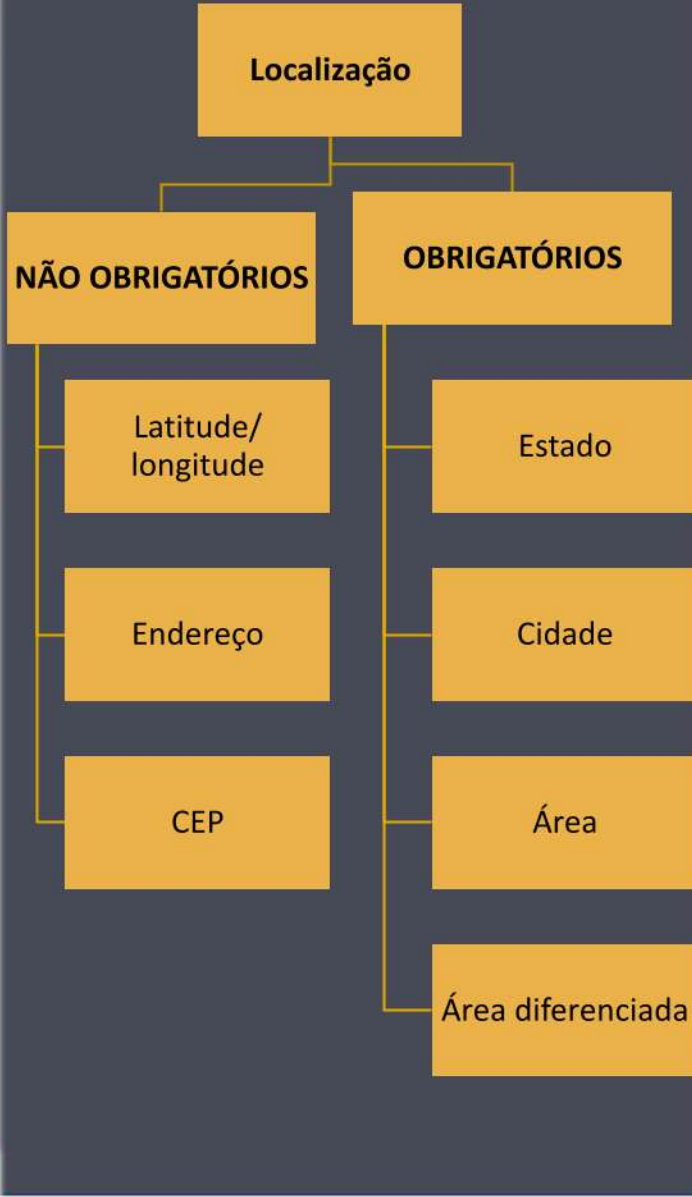 Localização
NÃO OBRIGATÓRIOS
Latitude/
longitude
Endereço
CEP
OBRIGATÓRIOS
Estado
Cidade
Área
Área diferenciada